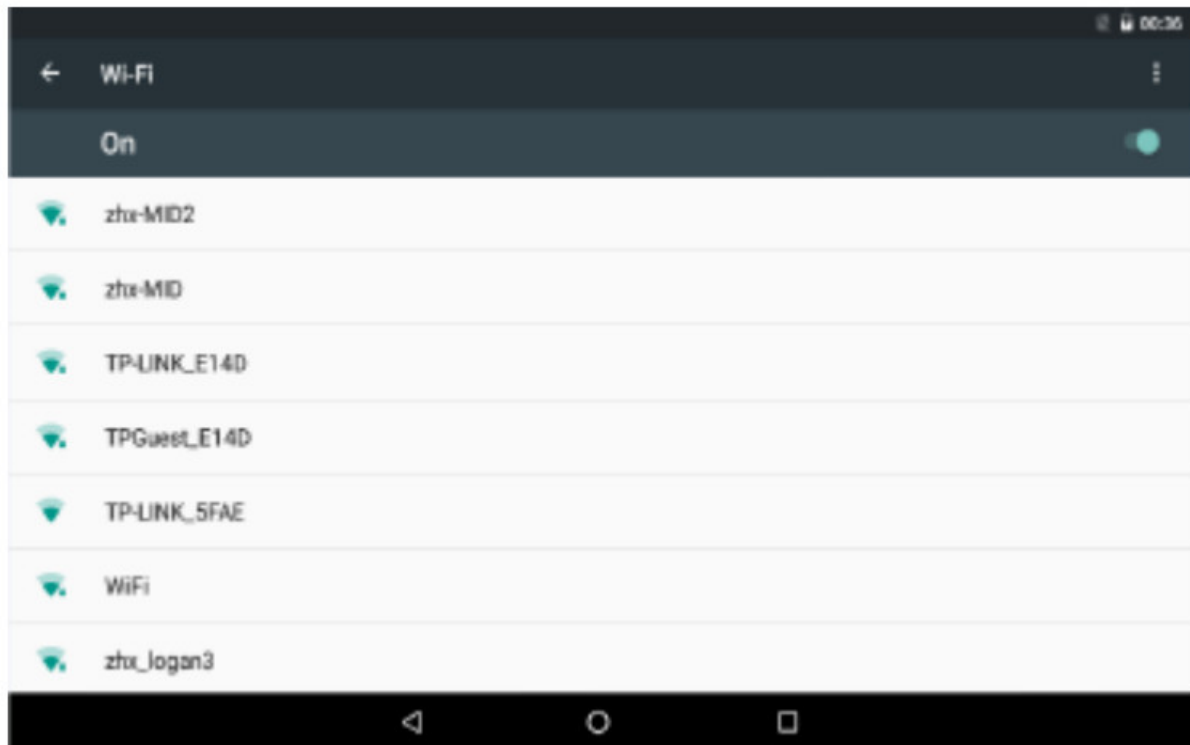 00:36
Wi-Fi
On
zhx-MID2
zhx-MID
TP-LINK_E14D
TPGuest_E14D
TP-LINK_5FAE
WiFi
zhx_logan3